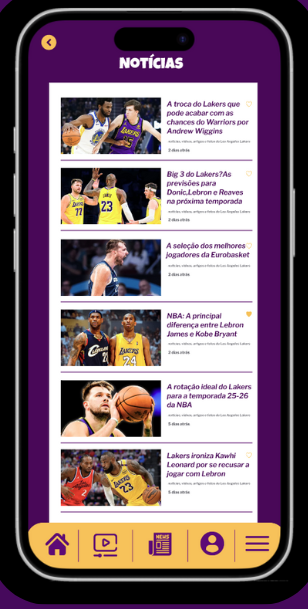 NOTÍCIAS
A troca do Lakers que
pode acabar com as
chances do Warriors por
Andrew Wiggins
notícias, vídeos, artigos e fotos do Los Angeles Lakers
3 dias atrás
Big 3 do Lakers?As
previsões para
Donic,Lebron e Reaves
na próxima temporada
notícias, vídeos, artigos e fotos do Los Angeles Lakers
2 dias atrás
A seleção dos melhores
jogadores da Eurobasket
notícias, vídeos, artigos e fotos do Los Angeles Lakers
2 dias atrás
NBA: A principal
diferença entre Lebron
James e Kobe Bryant
notícias, vídeos, artigos e fotos do Los Angeles Lakers
3 dias atrás
A rotação ideal do Lakers
para a temporada 25-26
da NBA
notícias, vídeos, artigos e fotos do Los Angeles Lakers
5 dias atrás
Lakers ironiza Kawhi
Leonard por se recusar a
jogar com Lebron
notícias, vídeos, artigos e fotos do Los Angeles Lakers
5 dias atrás
NEWS